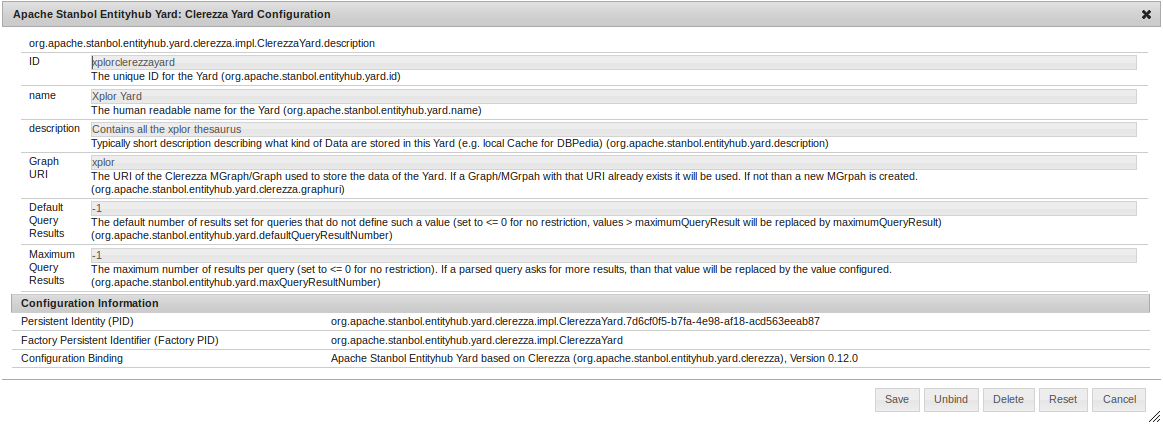 Apache Stanbol Entityhub Yard: Clerezza Yard Configuration
org.apache.stanbol.entityhub.yard.clerezza.impl.ClerezzaYard.description
ID
xplorclerezzayard
The unique ID for the Yard (org.apache.stanbol.entityhub.yard.id)
name
Xplor Yard
The human readable name for the Yard (org.apache.stanbol.entityhub.yard.name)
description
Contains all the xplor thesaurus
Typically short description describing what kind of Data are stored in this Yard (e.g. local Cache for DBPedia) (org.apache.stanbol.entityhub.yard.description)
Graph
URI
xplor
The URI of the Clerezza MGraph/Graph used to store the data of the Yard. If a Graph/MGrpah with that URI already exists it will be used. If not than a new MGrpah is created.
(org.apache.stanbol.entityhub.yard.clerezza.graphuri)
Default
Query
Results
-1
The default number of results set for queries that do not define such a value (set to <= 0 for no restriction, values > maximumQueryResult will be replaced by maximumQueryResult)
(org.apache.stanbol.entityhub.yard.defaultQueryResultNumber)
Maximum
Query
Results
-1
The maximum number of results per query (set to <= 0 for no restriction). If a parsed query asks for more results, than that value will be replaced by the value configured.
(org.apache.stanbol.entityhub.yard.maxQueryResultNumber)
Configuration Information
Persistent Identity (PID) org.apache.stanbol.entityhub.yard.clerezza.impl.ClerezzaYard.7d6cf0f5-b7fa-4e98-af18-acd563eeab87
Factory Persistent Identifier (Factory PID) org.apache.stanbol.entityhub.yard.clerezza.impl.ClerezzaYard
Configuration Binding Apache Stanbol Entityhub Yard based on Clerezza (org.apache.stanbol.entityhub.yard.clerezza), Version 0.12.0
Save Unbind Delete Reset Cancel